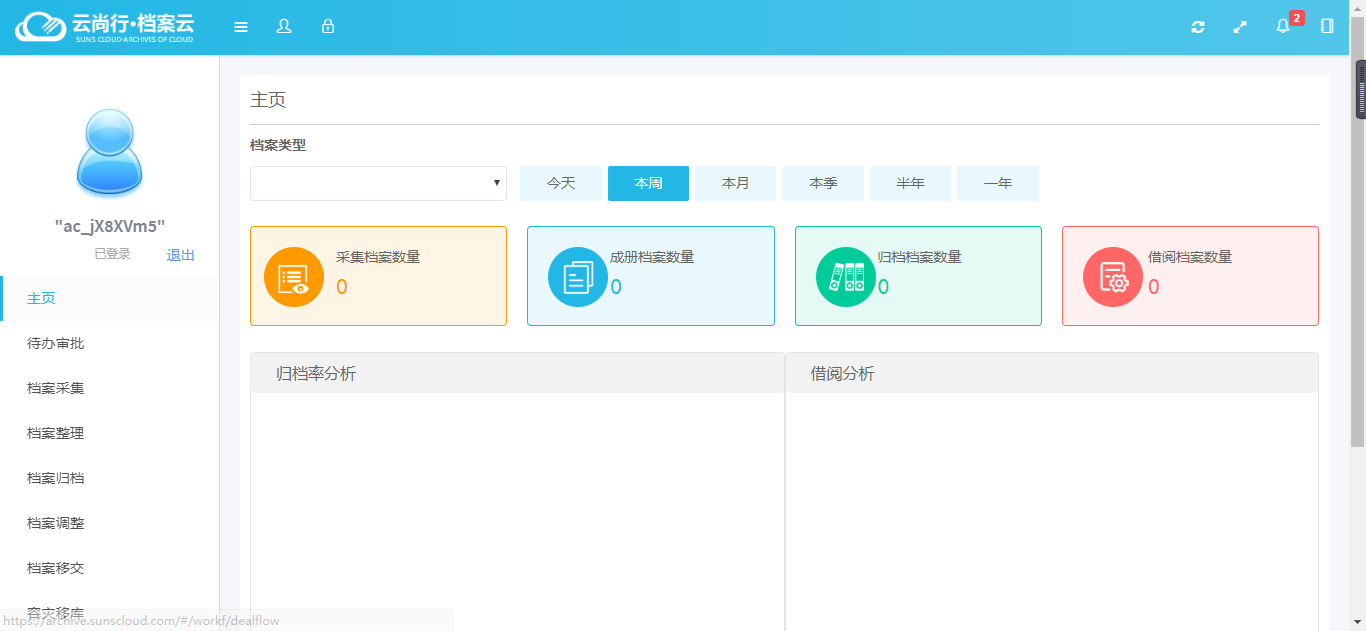 云尚行·档案云
SUNS CLOUD-ARCHIVES OF CLOUD
2
"ac_jX8XVm5"
已登录
退出
主页
待办审批
档案采集
档案整理
档案归档
档案调整
档案移交
容灾移库
https://archive.sunscloud.com/#/workf/dealflow
主页
档案类型
今天
本周
本月
本季
半年
一年
采集档案数量
0
成册档案数量
0
归档档案数量
0
借阅档案数量
0
归档率分析
借阅分析